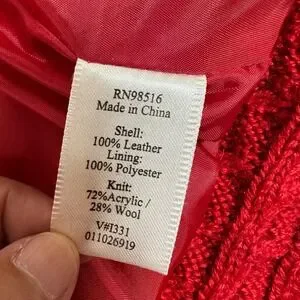 RN98516
Made in China
Shell:
100% Leather
Lining:
100% Polyester
Knit:
72%Acrylic /
28% Wool
V#I331
011026919